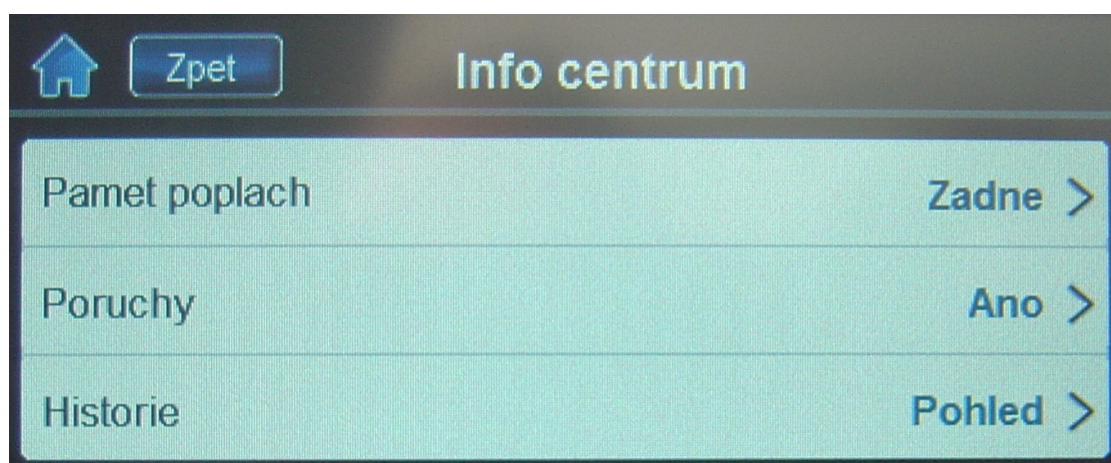 Zpet Info centrum
Pamet poplach Zadne
Poruchy Ano
Historie Pohled